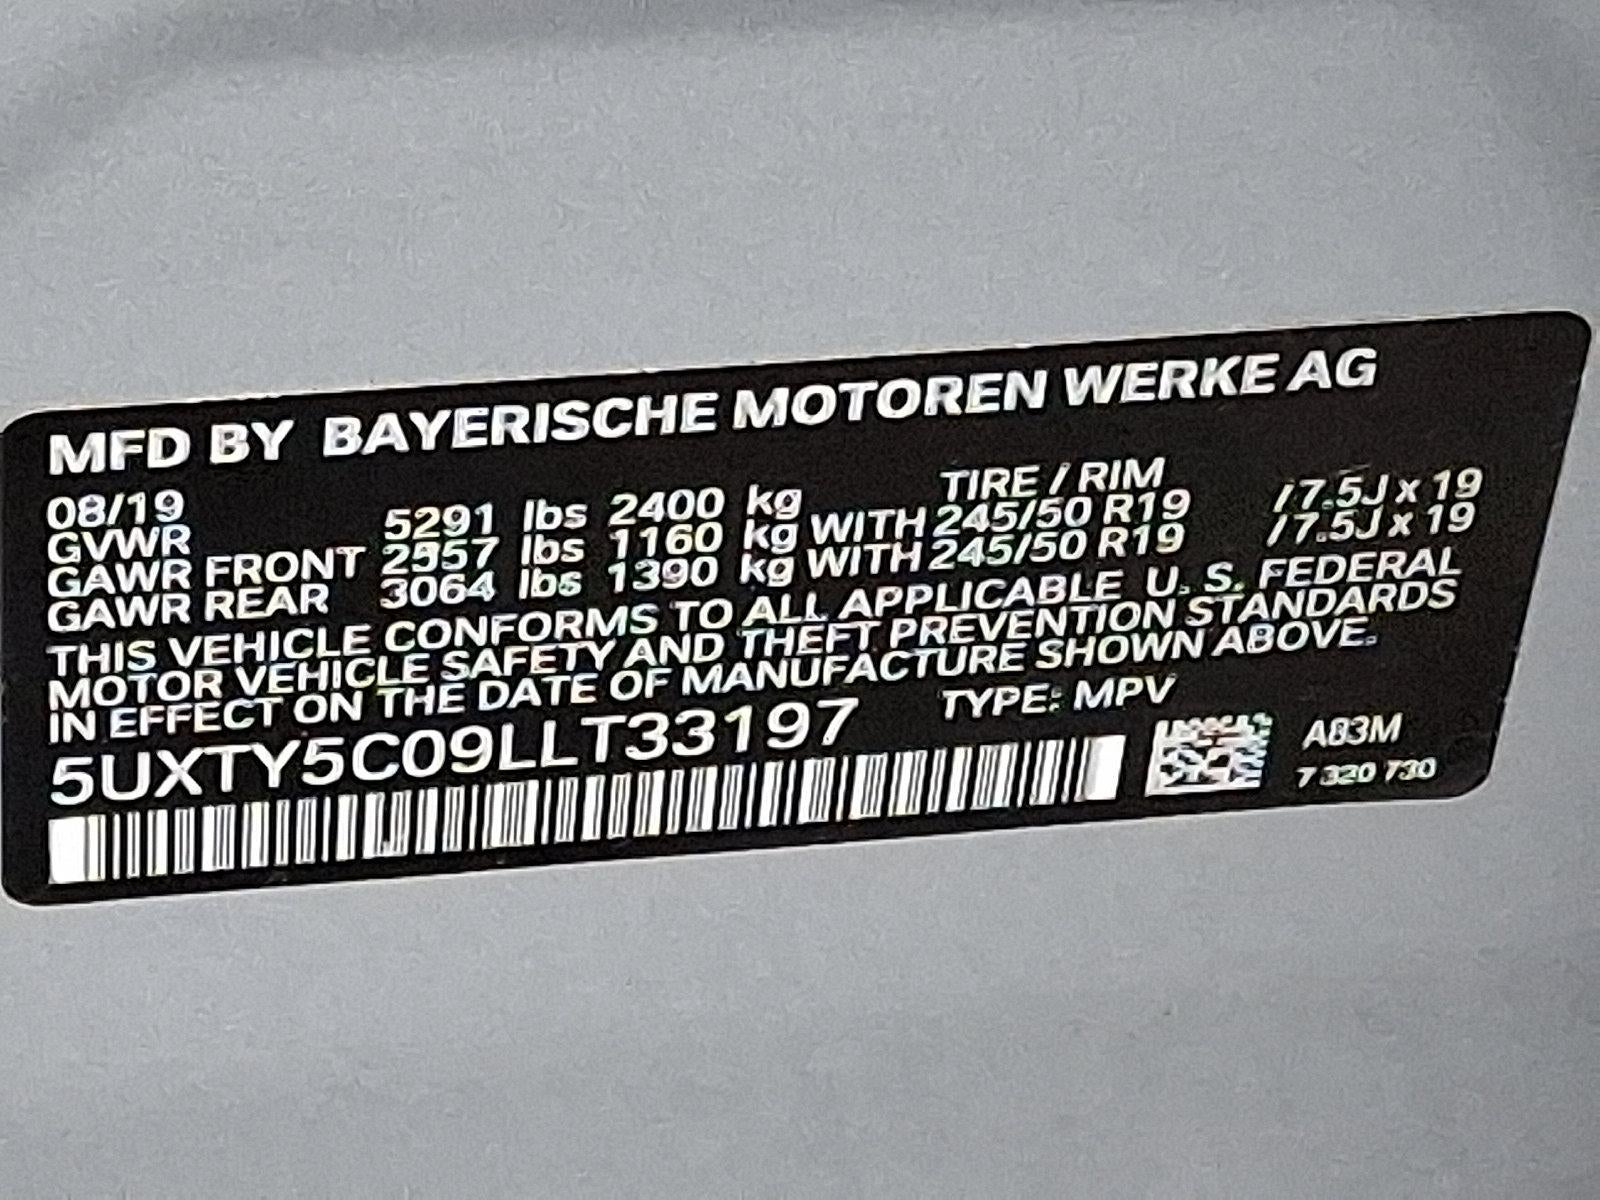 MFD BY BAYERISCHE MOTOREN WERKE AG
08/19 TIRE / RIM
GVWR 5291 lbs 2400 kg
GAWR FRONT 2557 lbs 1160 kg WITH 245/50 R19 / 7.5J x 19
GAWR REAR 3064 lbs 1390 kg WITH 245/50 R19 / 7.5J x 19
THIS VEHICLE CONFORMS TO ALL APPLICABLE U. S. FEDERAL
MOTOR VEHICLE SAFETY AND THEFT PREVENTION STANDARDS
IN EFFECT ON THE DATE OF MANUFACTURE SHOWN ABOVE.
5UXTY5C09LLT33197 TYPE: MPV
A83M
7 320 730